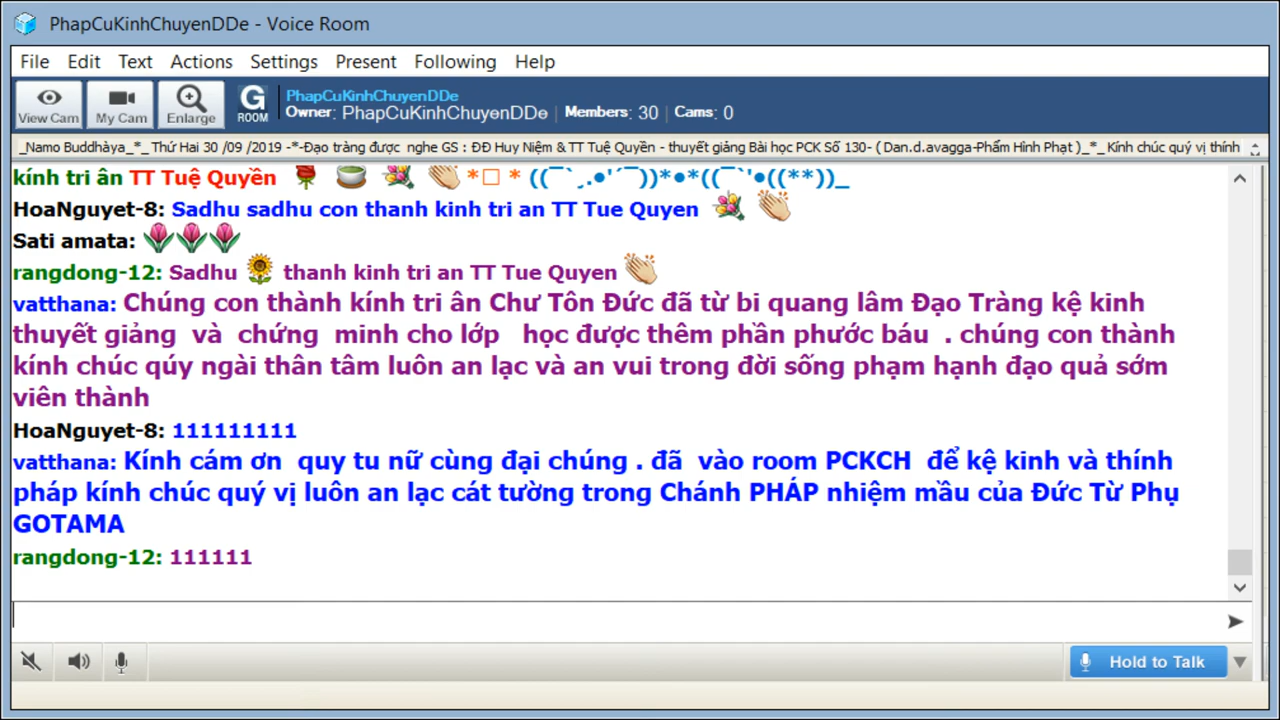 PhapCuKinhChuyenDDe - Voice Room
File Edit Text Actions Settings Present Following Help
View Cam My Cam Enlarge G ROOM PhapCuKinhChuyenDDe
Owner: PhapCuKinhChuyenDDe | Members: 30 | Cams: 0
_Namo Buddhàya_*_ Thứ Hai 30 /09 /2019 -*-Đạo tràng được nghe GS : ĐĐ Huy Niệm & TT Tuệ Quyền - thuyết giảng Bài học PCK Số 130- ( Dan.d.avagga-Phẩm Hình Phạt )_*_ Kính chúc quý vị thính
kính tri ân TT Tuệ Quyền 🌹 🍵 💐 👏 *□ * ((¯`¸.●'´¯))*●*((¯`'●((**))_
HoaNguyet-8: Sadhu sadhu con thanh kinh tri an TT Tue Quyen 💐 👏
Sati amata: 🌷🌷🌷
rangdong-12: Sadhu 🌻 thanh kinh tri an TT Tue Quyen 👏
vatthana: Chúng con thành kính tri ân Chư Tôn Đức đã từ bi quang lâm Đạo Tràng kệ kinh
thuyết giảng và chứng minh cho lớp học được thêm phần phước báu . chúng con thành
kính chúc qúy ngài thân tâm luôn an lạc và an vui trong đời sống phạm hạnh đạo quả sớm
viên thành
HoaNguyet-8: 111111111
vatthana: Kính cám ơn quy tu nữ cùng đại chúng . đã vào room PCKCH để kệ kinh và thính
pháp kính chúc quý vị luôn an lạc cát tường trong Chánh PHÁP nhiệm mầu của Đức Từ Phụ
GOTAMA
rangdong-12: 111111
Hold to Talk